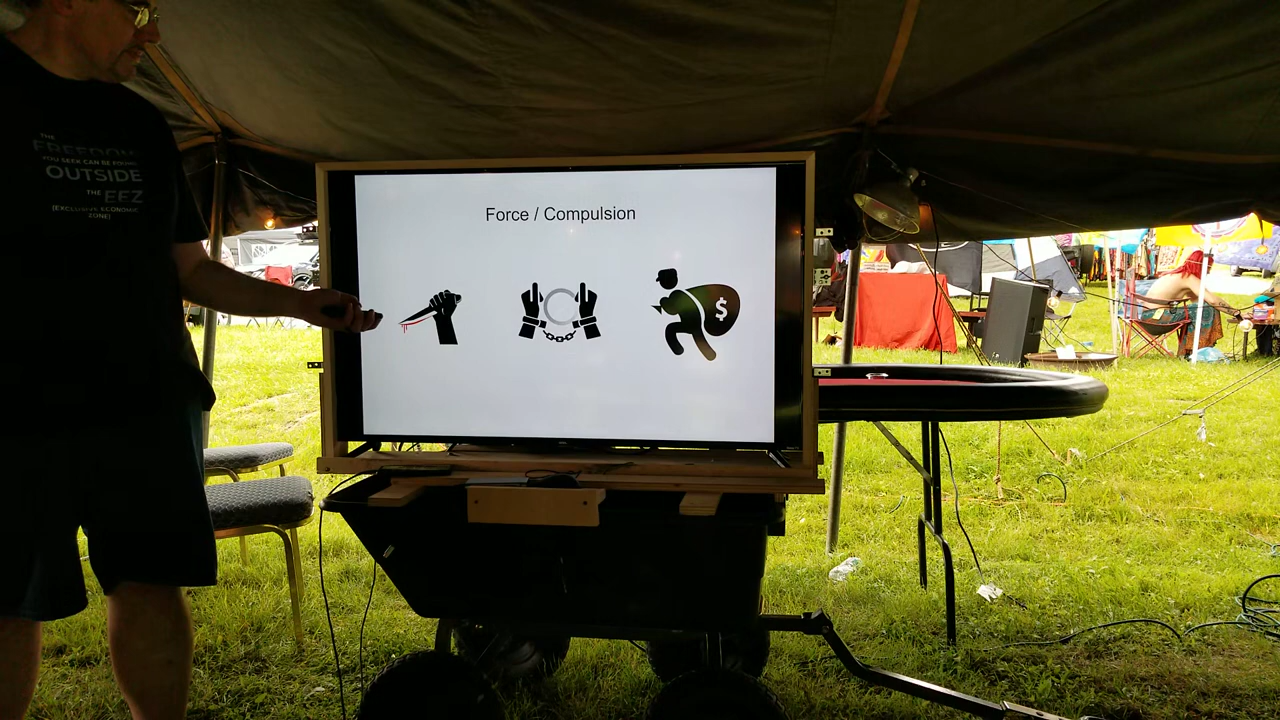 THE
FREEDOM
YOU SEEK CAN BE FOUND
OUTSIDE
THE EEZ
(EXCLUSIVE ECONOMIC
ZONE)
Force / Compulsion
$